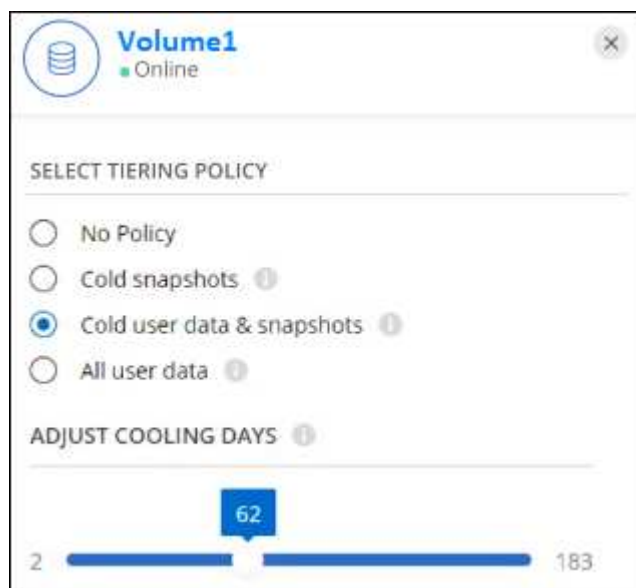 Volume1
Online
SELECT TIERING POLICY
No Policy
Cold snapshots
Cold user data & snapshots
All user data
ADJUST COOLING DAYS
62
2 183